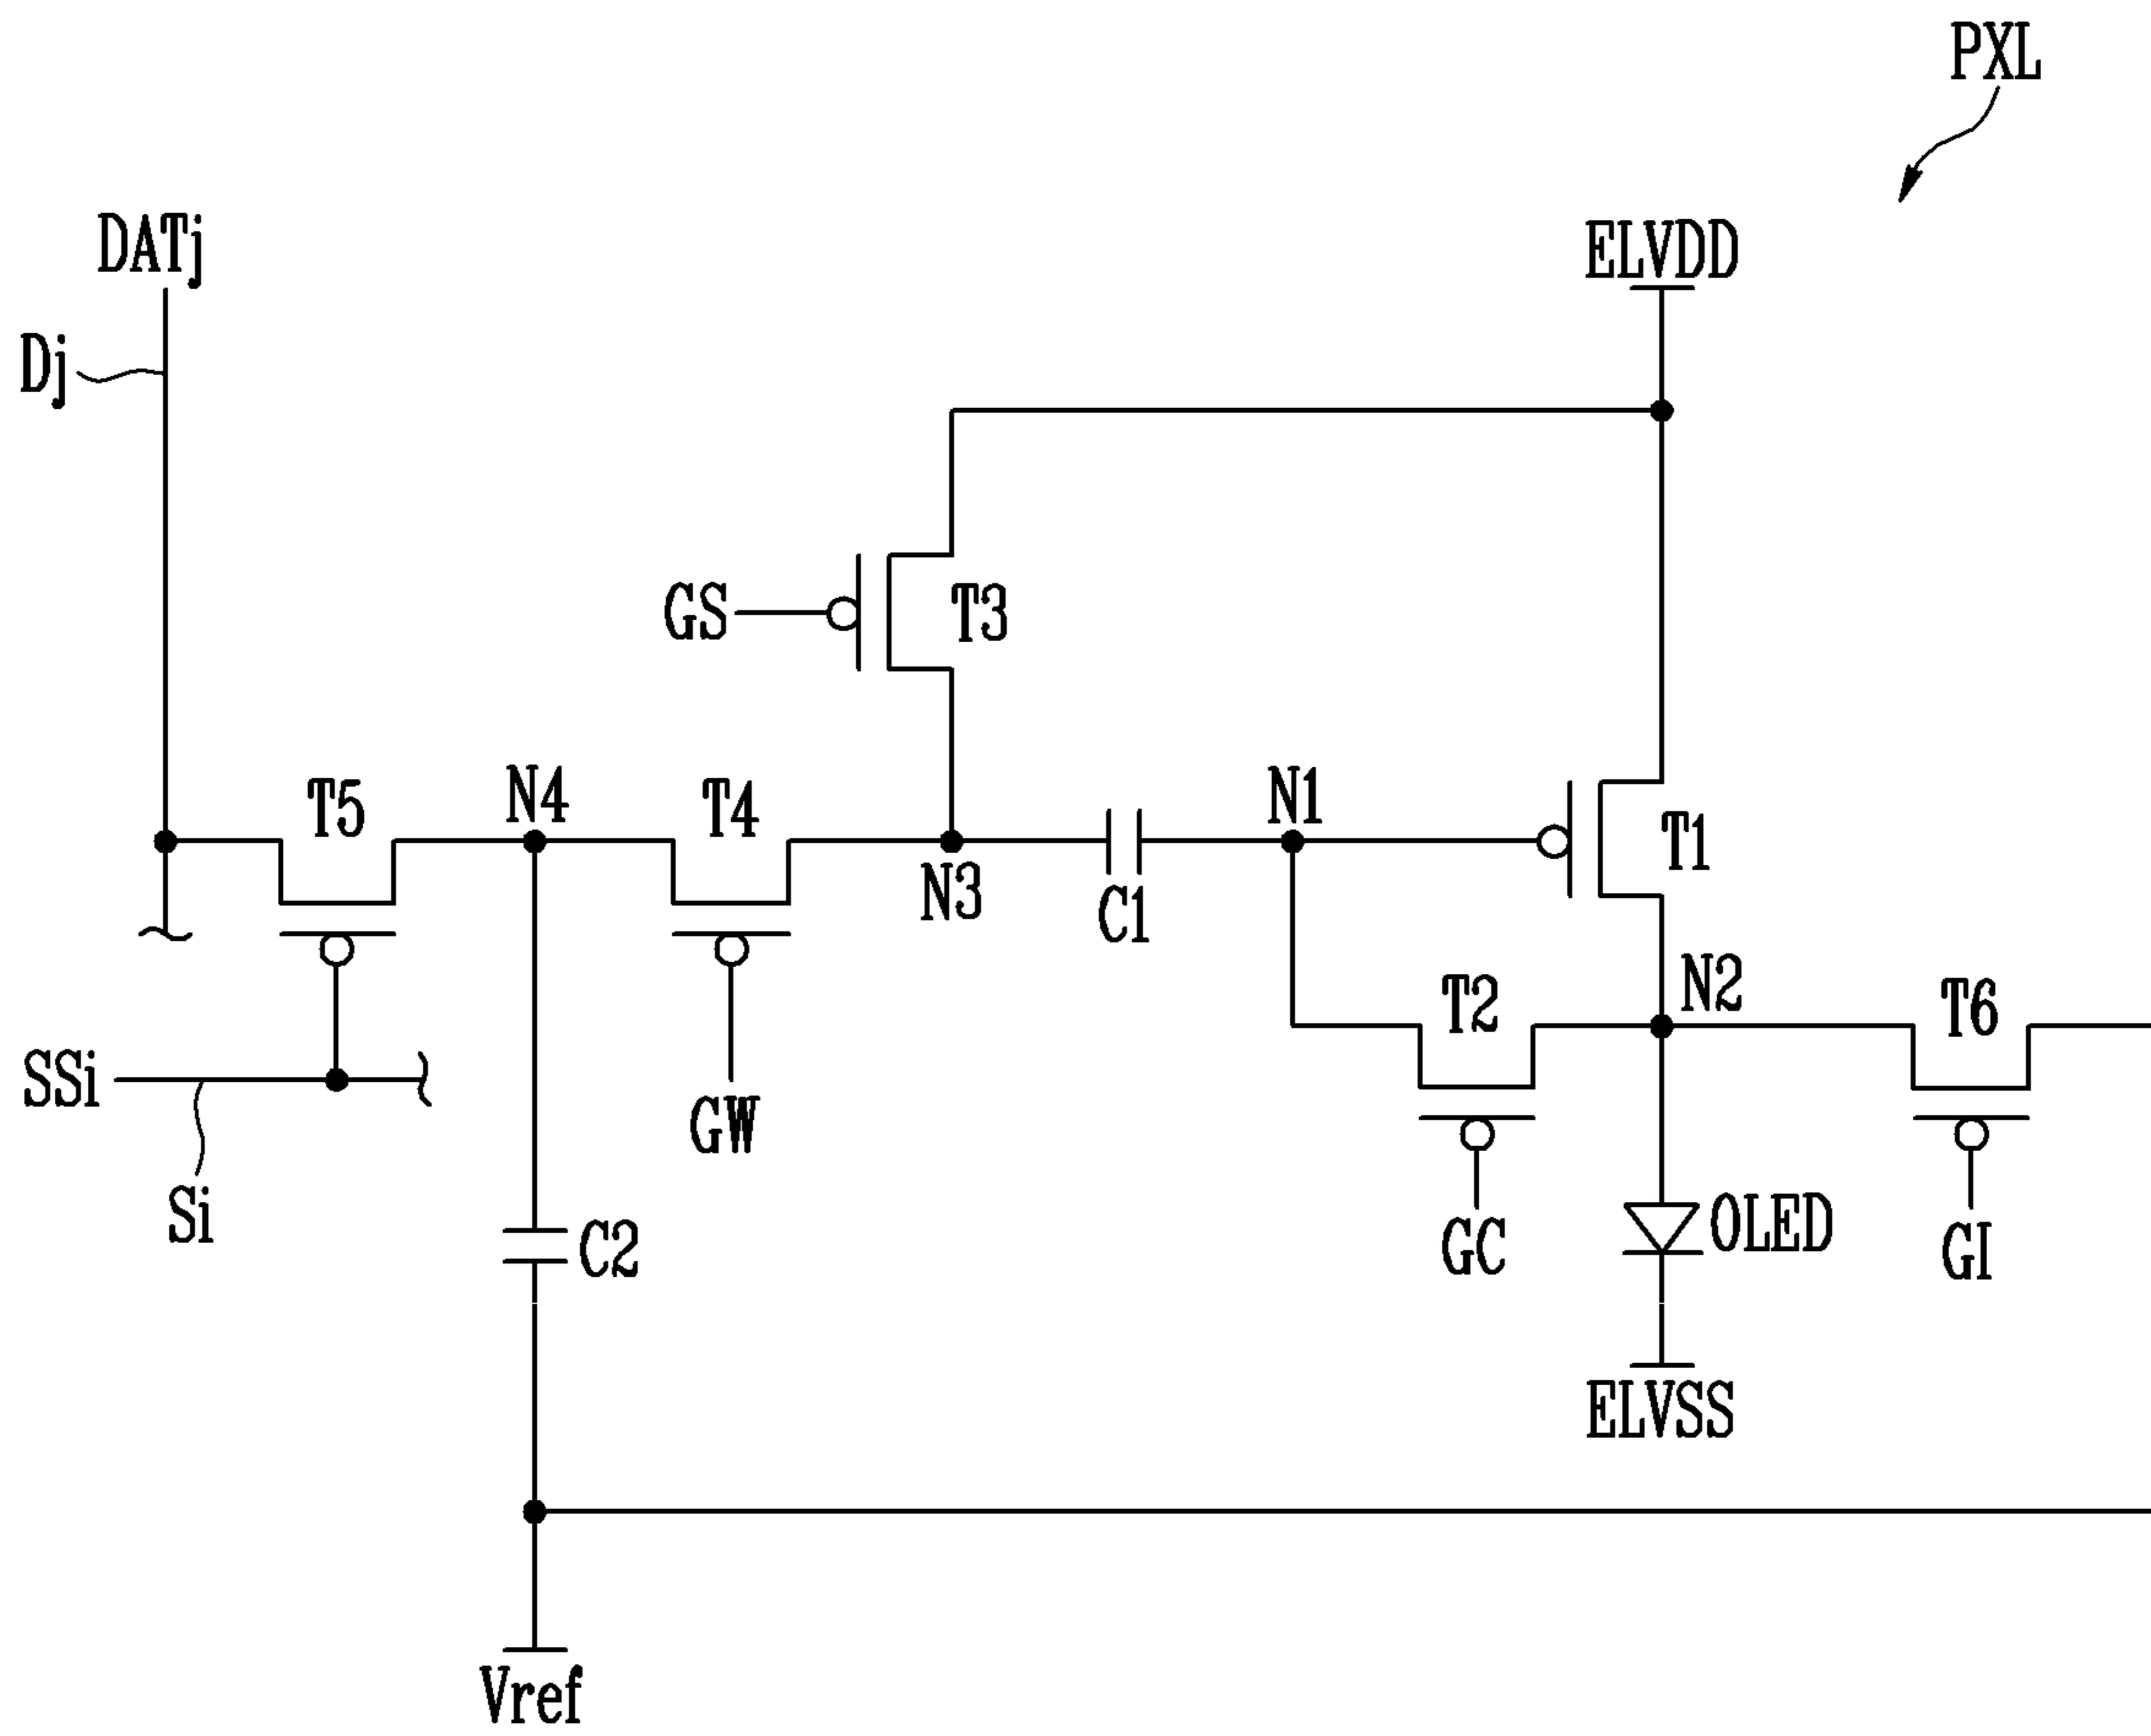 PXL
DATj
ELVDD
Dj
GS
T3
T5
N4
T4
N1
T1
N3
C1
N2
T2
T6
SSi
GW
Si
C2
GC
OLED
GI
ELVSS
Vref